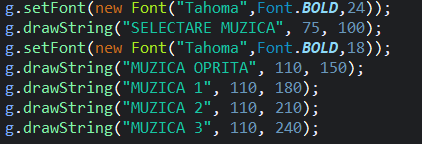 g.setFont(new Font("Tahoma",Font.BOLD,24));
g.drawString("SELECTARE MUZICA", 75, 100);
g.setFont(new Font("Tahoma",Font.BOLD,18));
g.drawString("MUZICA OPRITA", 110, 150);
g.drawString("MUZICA 1", 110, 180);
g.drawString("MUZICA 2", 110, 210);
g.drawString("MUZICA 3", 110, 240);